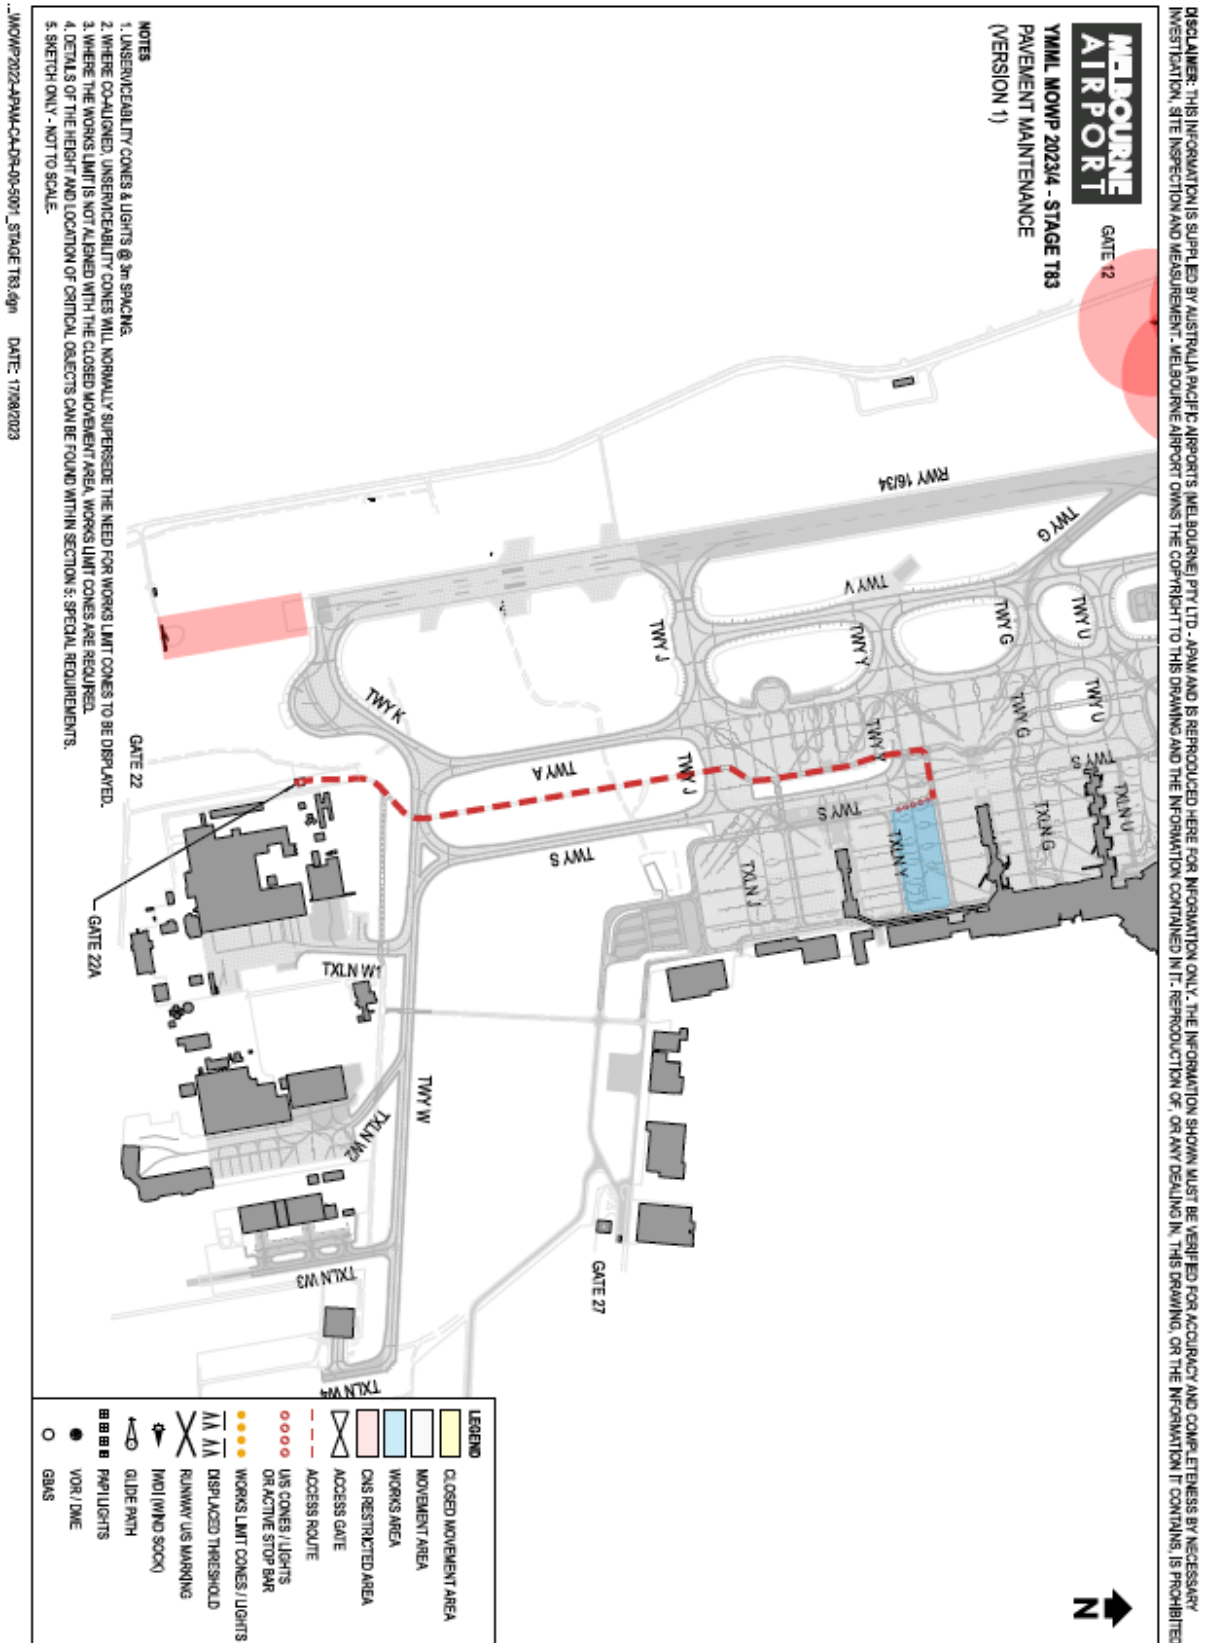 DISCLAIMER: THIS INFORMATION IS SUPPLIED BY AUSTRALIA PACIFIC AIRPORTS (MELBOURNE) PTY LTD - APAM AND IS REPRODUCED HERE FOR INFORMATION ONLY. THE INFORMATION SHOWN MUST BE VERIFIED FOR ACCURACY AND COMPLETENESS BY NECESSARY
INVESTIGATION, SITE INSPECTION AND MEASUREMENT. MELBOURNE AIRPORT OWNS THE COPYRIGHT TO THIS DRAWING AND THE INFORMATION CONTAINED IN IT. REPRODUCTION OF, OR ANY DEALING IN, THIS DRAWING, OR THE INFORMATION IT CONTAINS, IS PROHIBITED
MELBOURNE
AIRPORT
YMML MOWP 2023/4 - STAGE T83
PAVEMENT MAINTENANCE
(VERSION 1)
GATE 12
RWY 16/34
TWY G
TWY V
TWY U
TWY G
TWY Y
TWY J
TWY U
TWY G
TWY S
TWY Y
TWY J
TWY K
TWY A
TWY S
TWY S
TXLN U
TXLN G
TXLN Y
TXLN J
GATE 22
GATE 22A
TXLN W1
TWY W
TXLN W2
TXLN W3
TXLN W4
GATE 27
N
NOTES
1. UNSERVICEABILITY CONES & LIGHTS @ 3m SPACING.
2. WHERE CO-ALIGNED, UNSERVICEABILITY CONES WILL NORMALLY SUPERSEDE THE NEED FOR WORKS LIMIT CONES TO BE DISPLAYED.
3. WHERE THE WORKS LIMIT IS NOT ALIGNED WITH THE CLOSED MOVEMENT AREA, WORKS LIMIT CONES ARE REQUIRED.
4. DETAILS OF THE HEIGHT AND LOCATION OF CRITICAL OBJECTS CAN BE FOUND WITHIN SECTION 5: SPECIAL REQUIREMENTS.
5. SKETCH ONLY - NOT TO SCALE.
LEGEND
CLOSED MOVEMENT AREA
MOVEMENT AREA
WORKS AREA
CNS RESTRICTED AREA
ACCESS GATE
ACCESS ROUTE
U/S CONES / LIGHTS
OR ACTIVE STOP BAR
WORKS LIMIT CONES / LIGHTS
DISPLACED THRESHOLD
RUNWAY U/S MARKING
IWDI (WIND SOCK)
GLIDE PATH
PAPI LIGHTS
VOR / DME
GBAS
...\MOWP2022-APAM-CA-DR-00-5001_STAGE T83.dgn DATE: 17/08/2023